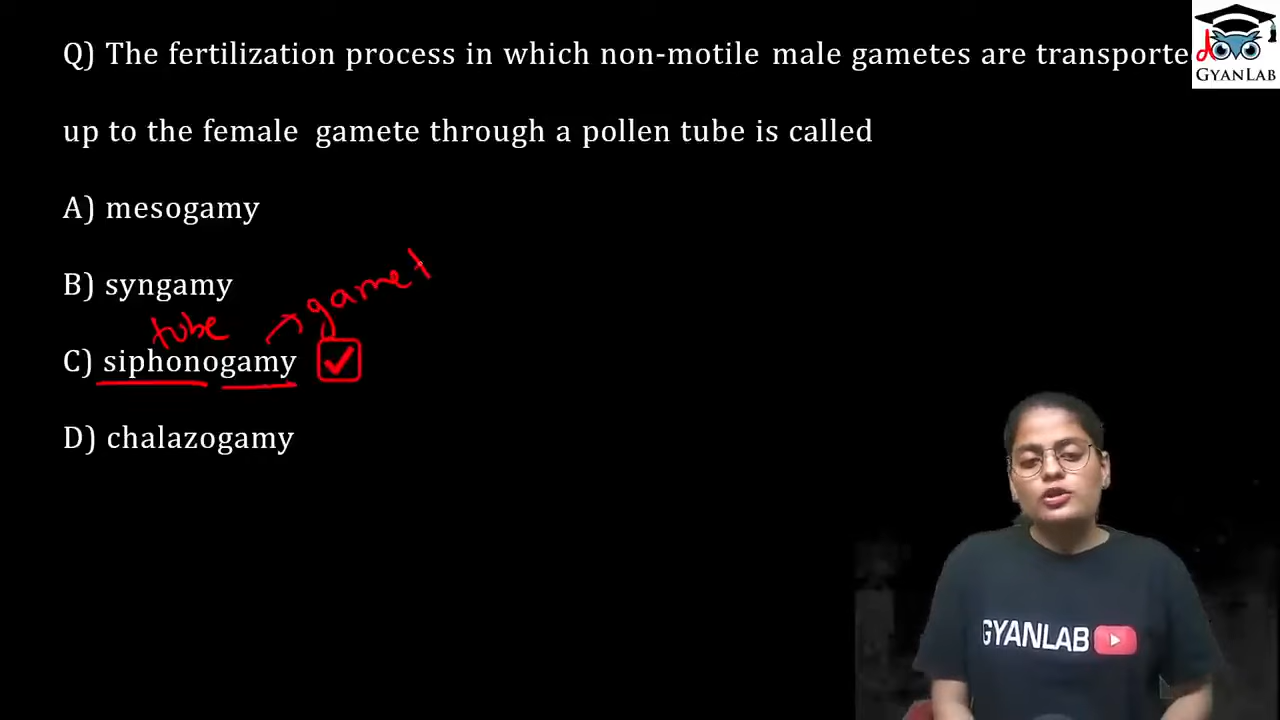 Q) The fertilization process in which non-motile male gametes are transporte
up to the female gamete through a pollen tube is called
A) mesogamy
B) syngamy
gamet
tube
C) siphonogamy
D) chalazogamy
GYANLAB
GYANLAB